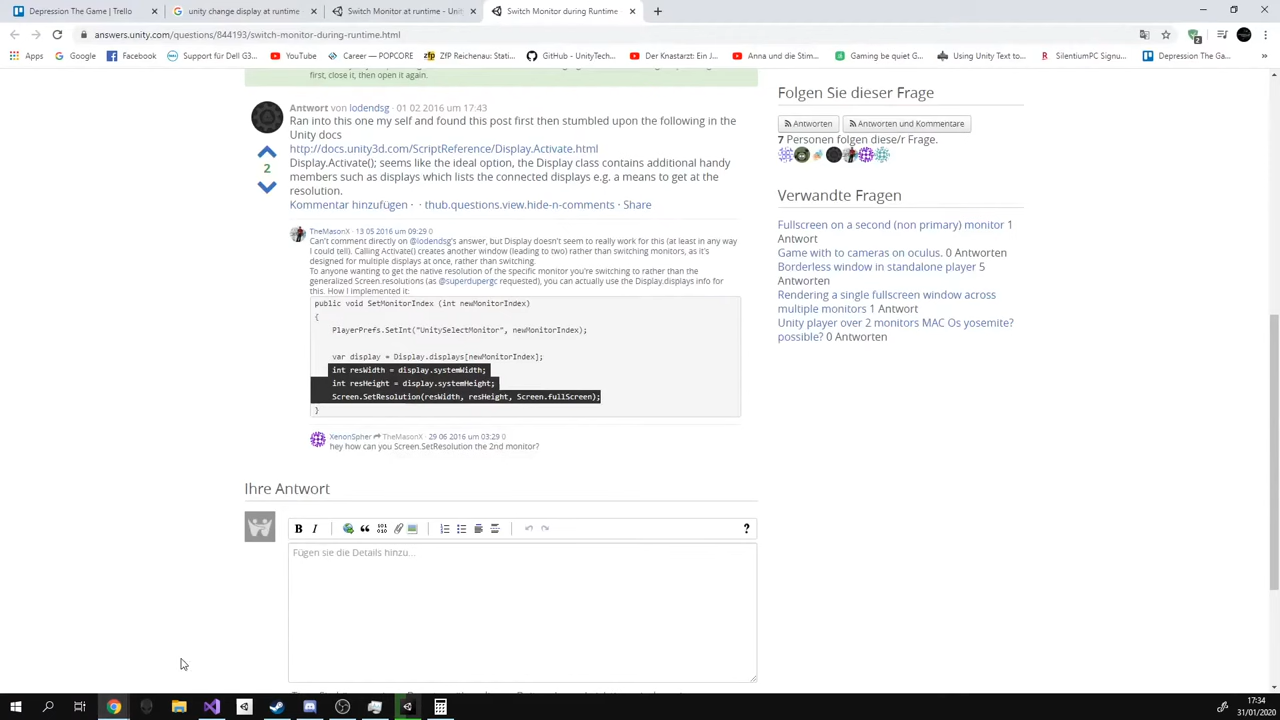 Depression The Game | Trello
unity change display at runtime
Switch Monitor at runtime - Unity
Switch Monitor during Runtime
answers.unity.com/questions/844193/switch-monitor-during-runtime.html
Apps
Google
Facebook
Support für Dell G3...
YouTube
Career — POPCORE
ZfP Reichenau: Stati...
GitHub - UnityTech...
Der Knastarzt: Ein J...
Anna und die Stim...
Gaming be quiet G...
Using Unity Text to...
SilentiumPC Signu...
Depression The Ga...
first, close it, then open it again.
Antwort von lodendsg · 01 02 2016 um 17:43
Ran into this one my self and found this post first then stumbled upon the following in the
Unity docs
http://docs.unity3d.com/ScriptReference/Display.Activate.html
2
Display.Activate(); seems like the ideal option, the Display class contains additional handy
members such as displays which lists the connected displays e.g. a means to get at the
resolution.
Kommentar hinzufügen · · thub.questions.view.hide-n-comments · Share
TheMasonX · 13 05 2016 um 09:29 0
Can't comment directly on @lodendsg's answer, but Display doesn't seem to really work for this (at least in any way
I could tell). Calling Activate() creates another window (leading to two) rather than switching monitors, as it's
designed for multiple displays at once, rather than switching.
To anyone wanting to get the native resolution of the specific monitor you're switching to rather than the
generalized Screen.resolutions (as @superdupergc requested), you can actually use the Display.displays info for
this. How I implemented it:
public void SetMonitorIndex (int newMonitorIndex)
{
PlayerPrefs.SetInt("UnitySelectMonitor", newMonitorIndex);
var display = Display.displays[newMonitorIndex];
int resWidth = display.systemWidth;
int resHeight = display.systemHeight;
Screen.SetResolution(resWidth, resHeight, Screen.fullScreen);
}
XenonSpher TheMasonX · 29 06 2016 um 03:29 0
hey how can you Screen.SetResolution the 2nd monitor?
Ihre Antwort
B I
?
Fügen sie die Details hinzu...
Folgen Sie dieser Frage
Antworten
Antworten und Kommentare
7 Personen folgen diese/r Frage.
Verwandte Fragen
Fullscreen on a second (non primary) monitor 1
Antwort
Game with to cameras on oculus. 0 Antworten
Borderless window in standalone player 5
Antworten
Rendering a single fullscreen window across
multiple monitors 1 Antwort
Unity player over 2 monitors MAC Os yosemite?
possible? 0 Antworten
17:34
31/01/2020